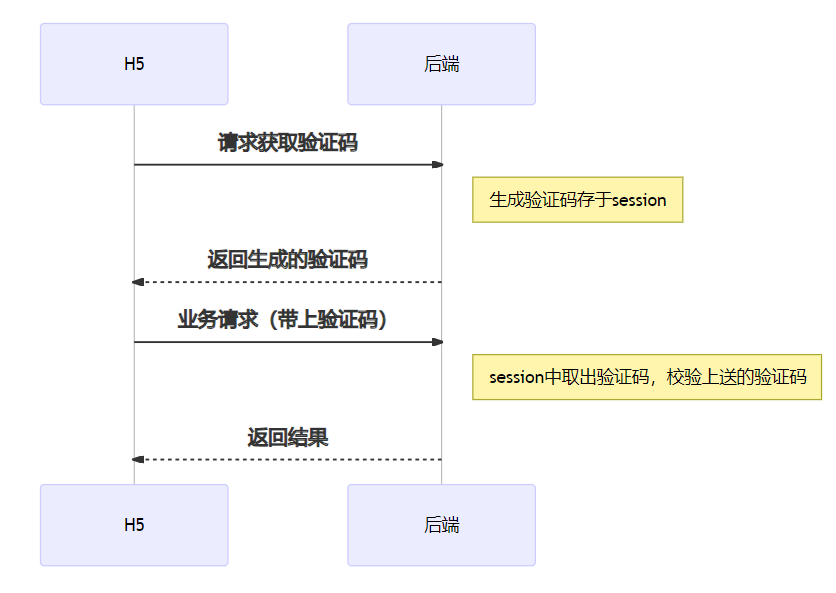 H5
后端
请求获取验证码
生成验证码存于session
返回生成的验证码
业务请求（带上验证码）
session中取出验证码，校验上送的验证码
返回结果
H5
后端